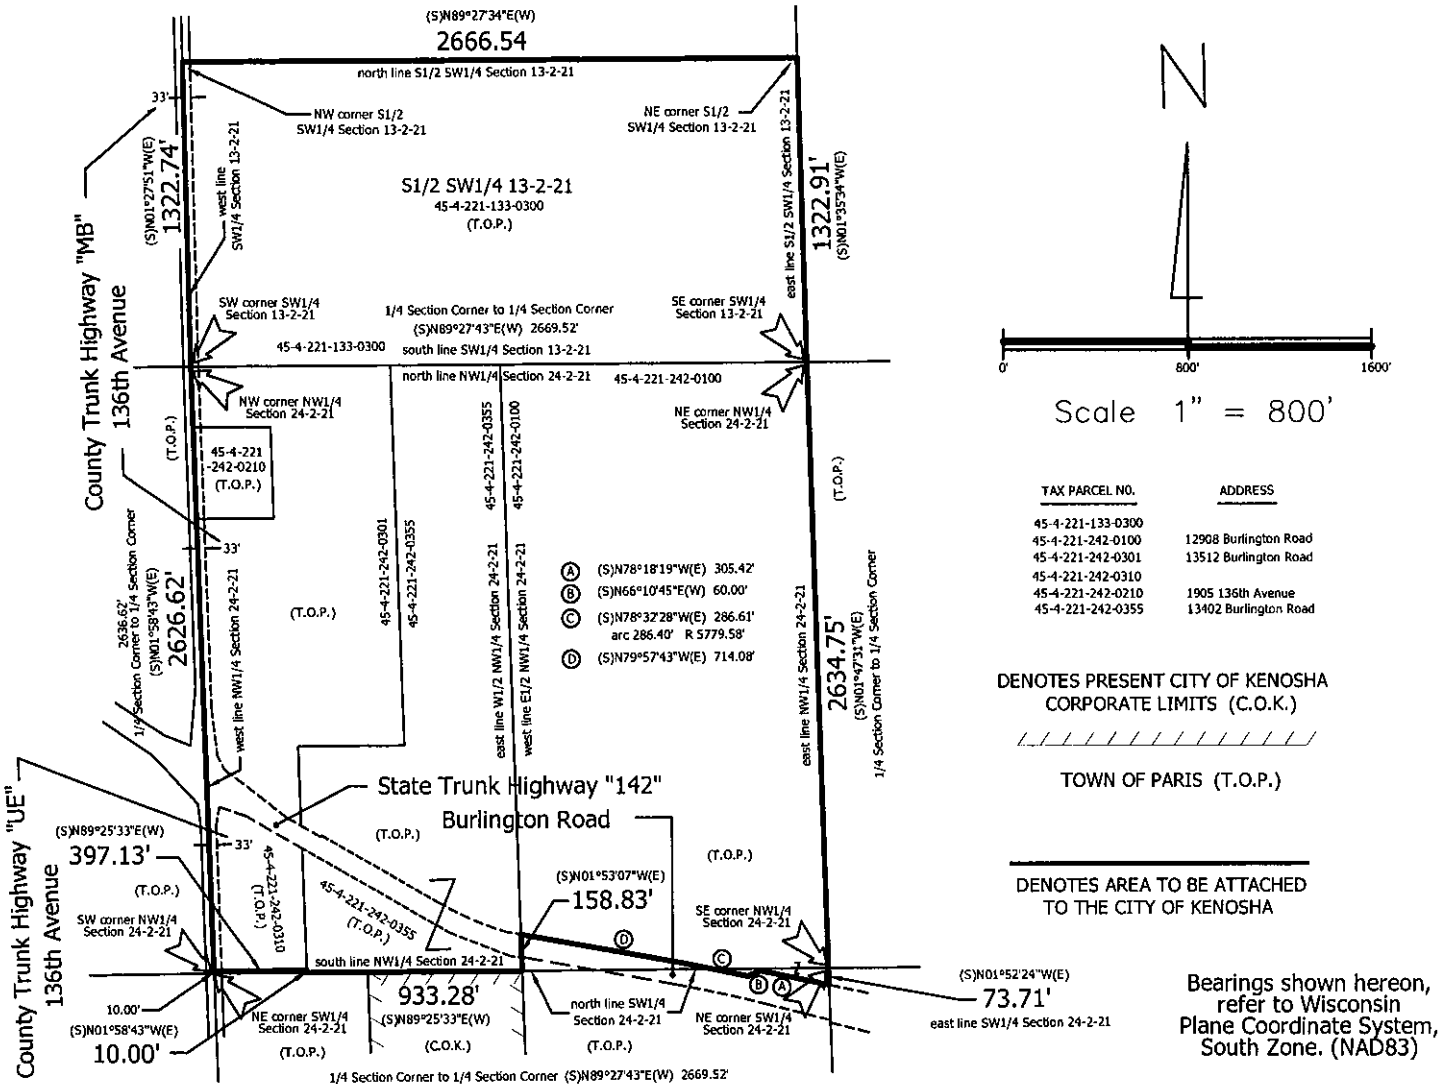 (S)N89°27'34"E(W)
2666.54
north line S1/2 SW1/4 Section 13-2-21
33'
NW corner S1/2
SW1/4 Section 13-2-21
NE corner S1/2
SW1/4 Section 13-2-21
N
County Trunk Highway "MB"
136th Avenue
(S)N01°27'51"W(E)
1322.74'
west line
SW1/4 Section 13-2-21
S1/2 SW1/4 13-2-21
45-4-221-133-0300
(T.O.P.)
east line S1/2 SW1/4 Section 13-2-21
1322.91'
(S)N01°35'34"W(E)
SW corner SW1/4
Section 13-2-21
1/4 Section Corner to 1/4 Section Corner
(S)N89°27'43"E(W) 2669.52'
SE corner SW1/4
Section 13-2-21
45-4-221-133-0300
south line SW1/4 Section 13-2-21
north line NW1/4 Section 24-2-21
45-4-221-242-0100
NW corner NW1/4
Section 24-2-21
NE corner NW1/4
Section 24-2-21
0'
800'
1600'
Scale 1" = 800'
(T.O.P.)
45-4-221
-242-0210
(T.O.P.)
45-4-221-242-0355
45-4-221-242-0100
(T.O.P.)
TAX PARCEL NO. ADDRESS
45-4-221-133-0300
45-4-221-242-0100 12908 Burlington Road
45-4-221-242-0301 13512 Burlington Road
45-4-221-242-0310
45-4-221-242-0210 1905 136th Avenue
45-4-221-242-0355 13402 Burlington Road
33'
2636.62'
1/4 Section Corner to 1/4 Section Corner
(S)N01°58'43"W(E)
2626.62'
west line NW1/4 Section 24-2-21
(T.O.P.)
45-4-221-242-0301
45-4-221-242-0355
east line W1/2 NW1/4 Section 24-2-21
west line E1/2 NW1/4 Section 24-2-21
A (S)N78°18'19"W(E) 305.42'
B (S)N66°10'45"E(W) 60.00'
C (S)N78°32'28"W(E) 286.61'
arc 286.40' R 5779.58'
D (S)N79°57'43"W(E) 714.08'
east line NW1/4 Section 24-2-21
2634.75'
(S)N01°47'31"W(E)
1/4 Section Corner to 1/4 Section Corner
DENOTES PRESENT CITY OF KENOSHA
CORPORATE LIMITS (C.O.K.)
TOWN OF PARIS (T.O.P.)
DENOTES AREA TO BE ATTACHED
TO THE CITY OF KENOSHA
State Trunk Highway "142"
Burlington Road
County Trunk Highway "UE"
136th Avenue
(S)N89°25'33"E(W)
397.13'
33'
(T.O.P.)
(T.O.P.)
(T.O.P.)
45-4-221-242-0310
(T.O.P.)
45-4-221-242-0355
(T.O.P.)
(S)N01°53'07"W(E)
158.83'
SW corner NW1/4
Section 24-2-21
SE corner NW1/4
Section 24-2-21
D
C
B
A
south line NW1/4 Section 24-2-21
933.28'
(S)N89°25'33"E(W)
(C.O.K.)
10.00'
(S)N01°58'43"W(E)
10.00'
NE corner SW1/4
Section 24-2-21
(T.O.P.)
north line SW1/4
Section 24-2-21
(T.O.P.)
NE corner SW1/4
Section 24-2-21
(S)N01°52'24"W(E)
73.71'
east line SW1/4 Section 24-2-21
Bearings shown hereon,
refer to Wisconsin
Plane Coordinate System,
South Zone. (NAD83)
1/4 Section Corner to 1/4 Section Corner (S)N89°27'43"E(W) 2669.52'